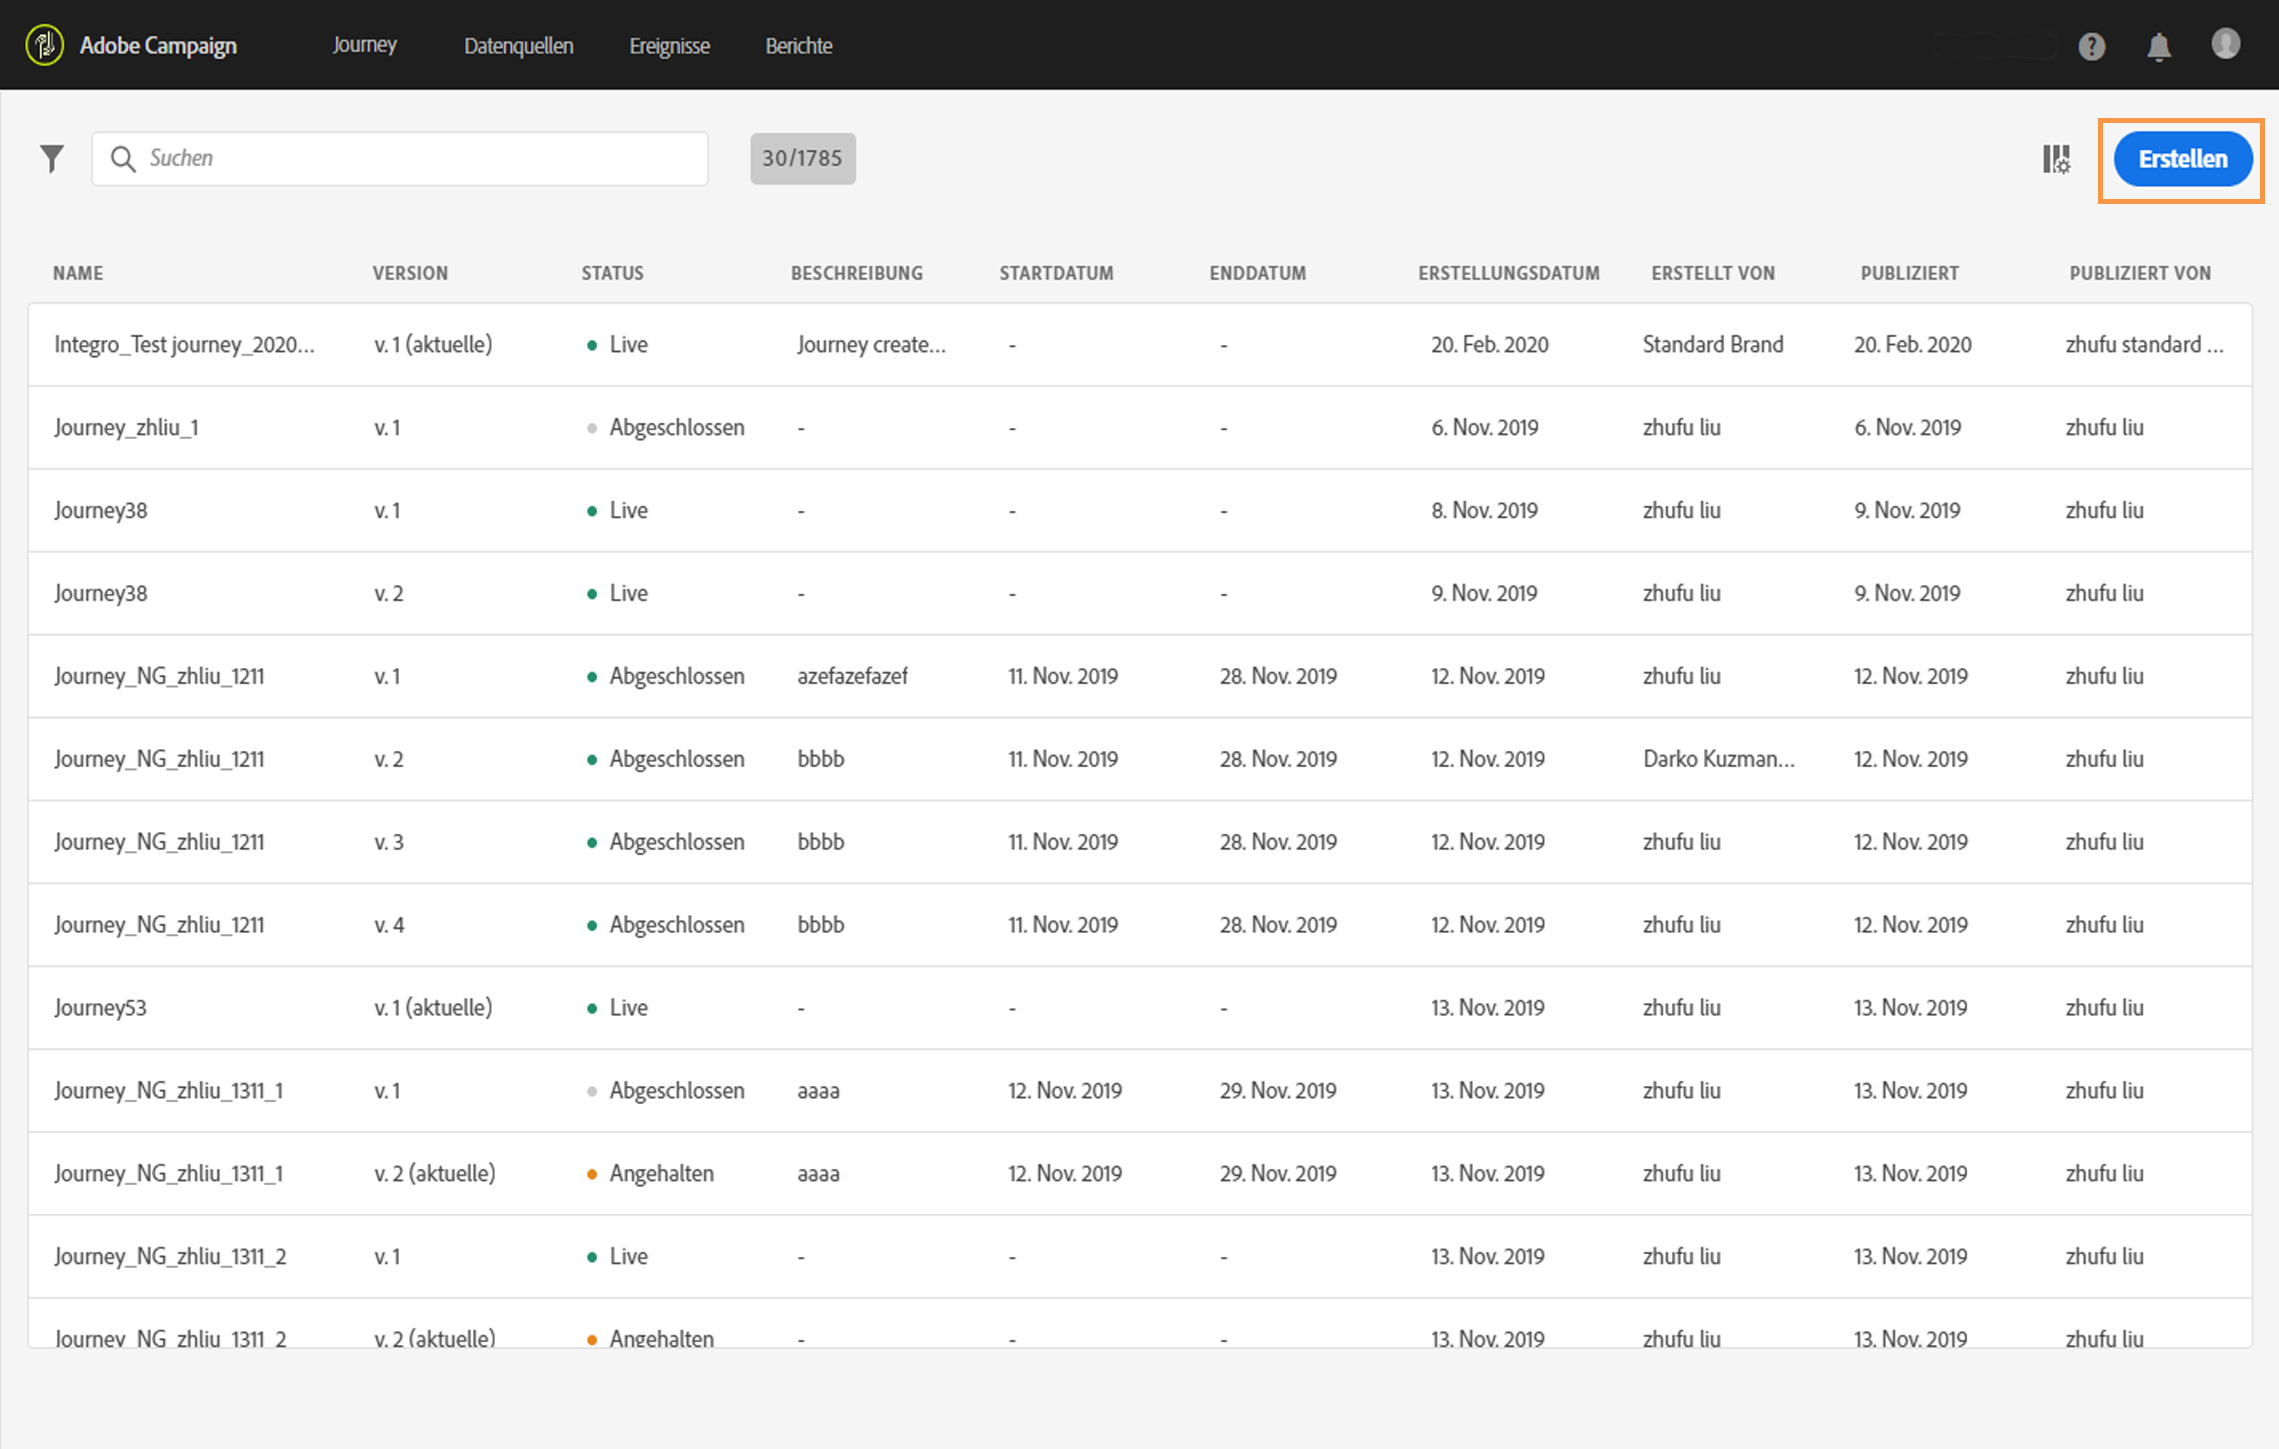 Adobe Campaign Journey Datenquellen Ereignisse Berichte
Suchen 30/1785 Erstellen
NAME VERSION STATUS BESCHREIBUNG STARTDATUM ENDDATUM ERSTELLUNGSDATUM ERSTELLT VON PUBLIZIERT PUBLIZIERT VON
Integro_Test journey_2020... v. 1 (aktuelle) Live Journey create... - - 20. Feb. 2020 Standard Brand 20. Feb. 2020 zhufu standard ...
Journey_zhliu_1 v. 1 Abgeschlossen - - - 6. Nov. 2019 zhufu liu 6. Nov. 2019 zhufu liu
Journey38 v. 1 Live - - - 8. Nov. 2019 zhufu liu 9. Nov. 2019 zhufu liu
Journey38 v. 2 Live - - - 9. Nov. 2019 zhufu liu 9. Nov. 2019 zhufu liu
Journey_NG_zhliu_1211 v. 1 Abgeschlossen azefazefazef 11. Nov. 2019 28. Nov. 2019 12. Nov. 2019 zhufu liu 12. Nov. 2019 zhufu liu
Journey_NG_zhliu_1211 v. 2 Abgeschlossen bbbb 11. Nov. 2019 28. Nov. 2019 12. Nov. 2019 Darko Kuzman... 12. Nov. 2019 zhufu liu
Journey_NG_zhliu_1211 v. 3 Abgeschlossen bbbb 11. Nov. 2019 28. Nov. 2019 12. Nov. 2019 zhufu liu 12. Nov. 2019 zhufu liu
Journey_NG_zhliu_1211 v. 4 Abgeschlossen bbbb 11. Nov. 2019 28. Nov. 2019 12. Nov. 2019 zhufu liu 12. Nov. 2019 zhufu liu
Journey53 v. 1 (aktuelle) Live - - - 13. Nov. 2019 zhufu liu 13. Nov. 2019 zhufu liu
Journey_NG_zhliu_1311_1 v. 1 Abgeschlossen aaaa 12. Nov. 2019 29. Nov. 2019 13. Nov. 2019 zhufu liu 13. Nov. 2019 zhufu liu
Journey_NG_zhliu_1311_1 v. 2 (aktuelle) Angehalten aaaa 12. Nov. 2019 29. Nov. 2019 13. Nov. 2019 zhufu liu 13. Nov. 2019 zhufu liu
Journey_NG_zhliu_1311_2 v. 1 Live - - - 13. Nov. 2019 zhufu liu 13. Nov. 2019 zhufu liu
Journey_NG_zhliu_1311_2 v. 2 (aktuelle) Angehalten - - - 13. Nov. 2019 zhufu liu 13. Nov. 2019 zhufu liu